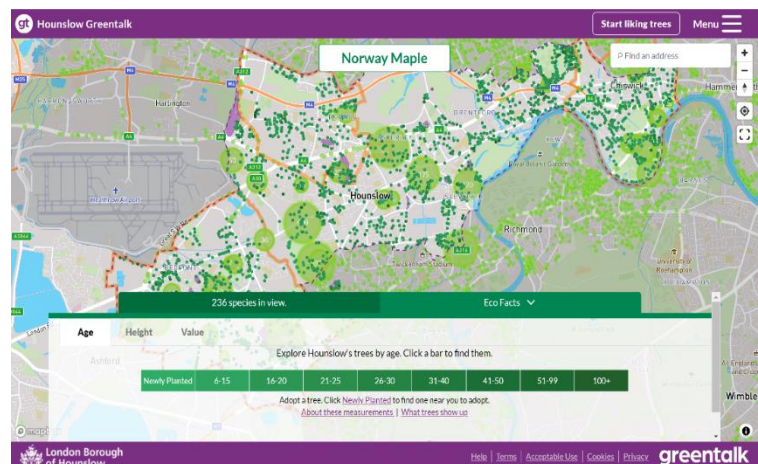 gt Hounslow Greentalk
Start liking trees
Menu
Norway Maple
Find an address
Harlington
Hounslow
Richmond
Heathrow Airport
Twickenham Stadium
University of
Roehampton
Ashford
236 species in view.
Eco Facts
Age Height Value
Explore Hounslow's trees by age. Click a bar to find them.
Newly Planted 6-15 16-20 21-25 26-30 31-40 41-50 51-99 100+
Adopt a tree. Click Newly Planted to find one near you to adopt.
About these measurements | What trees show up
London Borough
of Hounslow
Help | Terms | Acceptable Use | Cookies | Privacy
greentalk